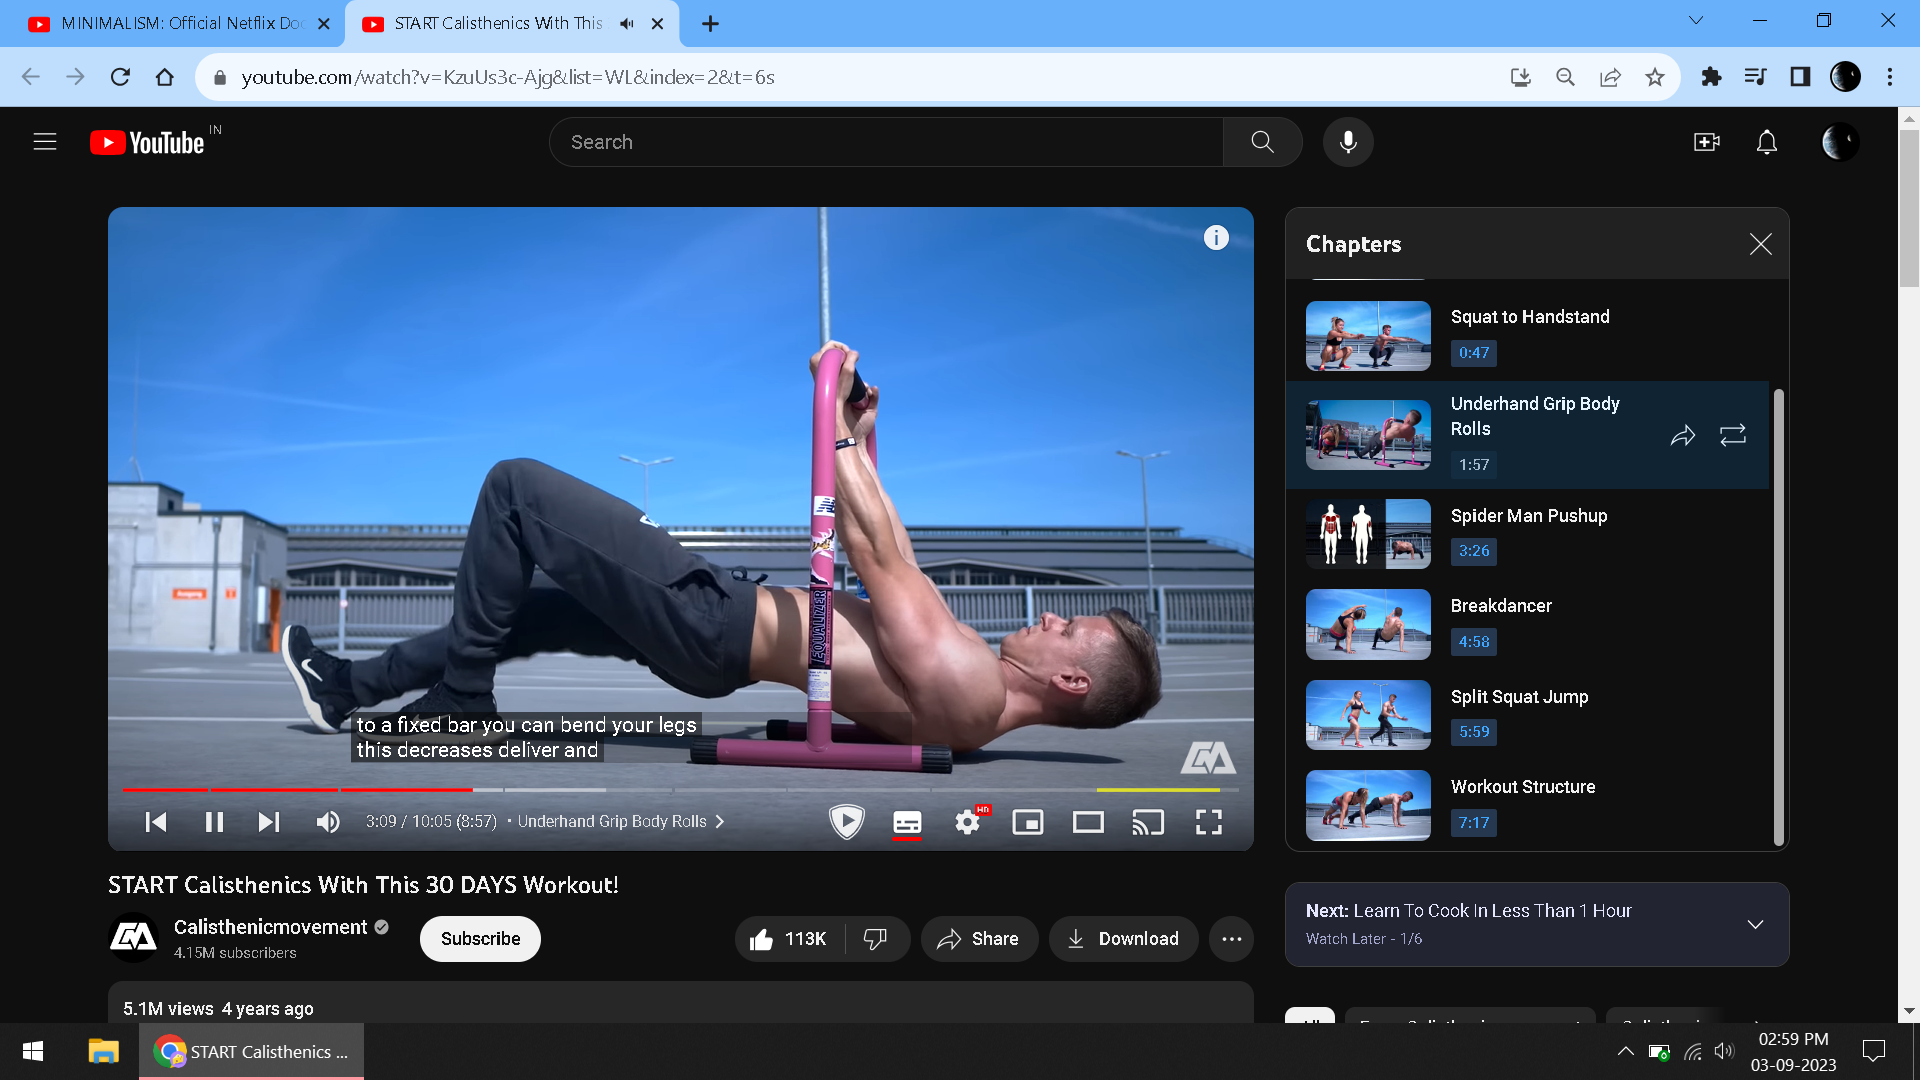 MINIMALISM: Official Netflix Doc
START Calisthenics With This
youtube.com/watch?v=KzuUs3c-Ajg&list=WL&index=2&t=6s
YouTube IN
Search
Chapters
Squat to Handstand
0:47
Underhand Grip Body
Rolls
1:57
Spider Man Pushup
3:26
Breakdancer
4:58
Split Squat Jump
5:59
Workout Structure
7:17
EQUALIZER
to a fixed bar you can bend your legs
this decreases deliver and
3:09 / 10:05 (8:57) • Underhand Grip Body Rolls
HD
START Calisthenics With This 30 DAYS Workout!
Calisthenicmovement
4.15M subscribers
Subscribe
113K
Share
Download
Next: Learn To Cook In Less Than 1 Hour
Watch Later - 1/6
5.1M views 4 years ago
START Calisthenics ...
02:59 PM
03-09-2023